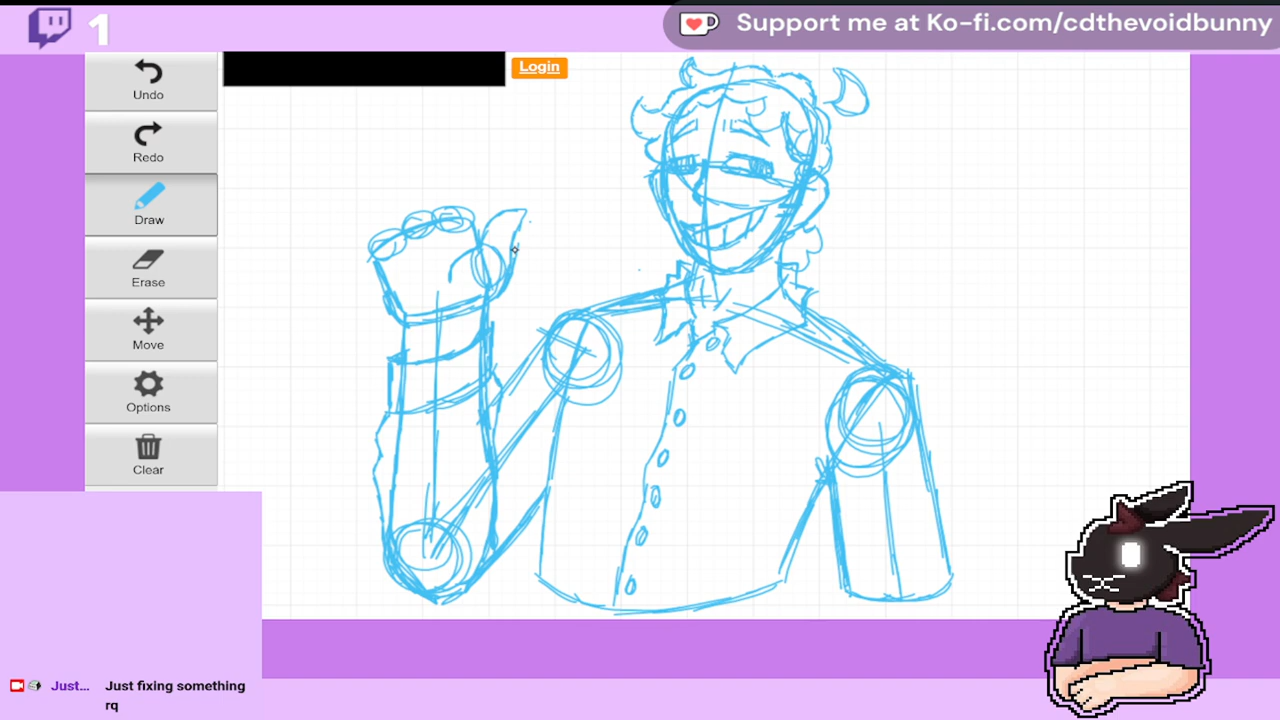 1
Support me at Ko-fi.com/cdthevoidbunny
Login
Undo
Redo
Draw
Erase
Move
Options
Clear
Just... Just fixing something
rq